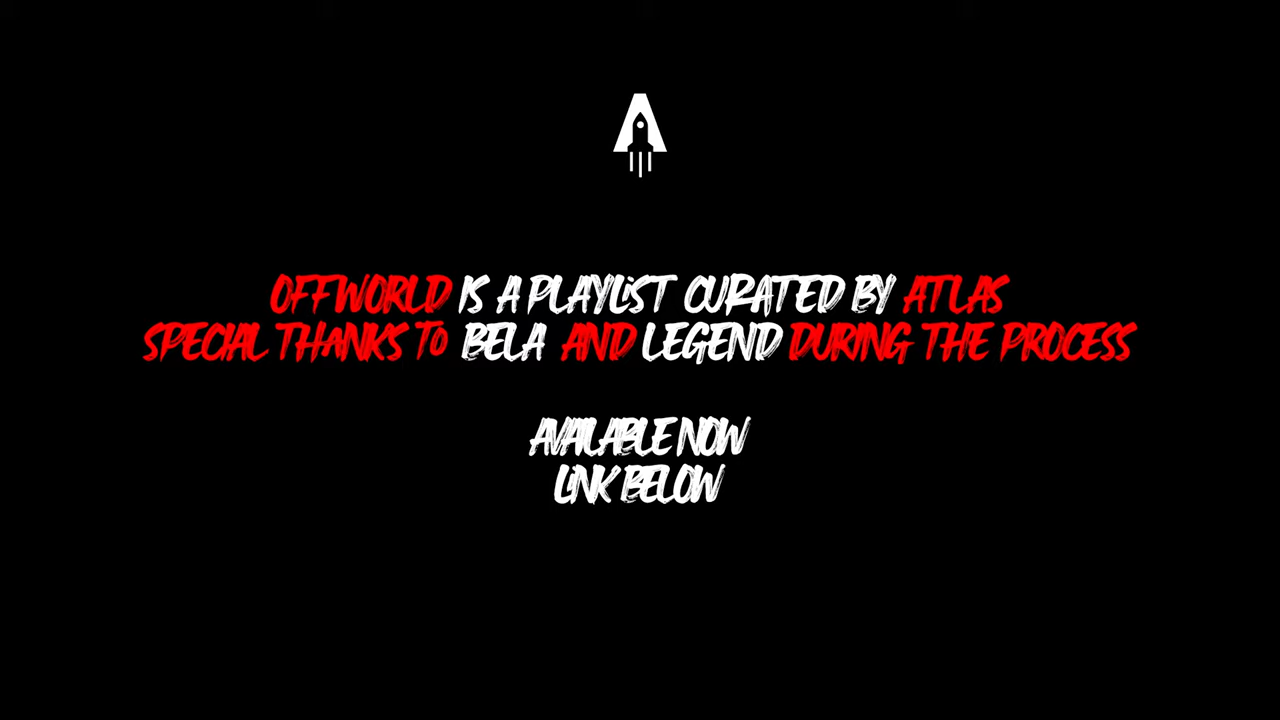 OFFWORLD IS A PLAYLIST CURATED BY ATLAS
SPECIAL THANKS TO BELA AND LEGEND DURING THE PROCESS
AVAILABLE NOW
LINK BELOW